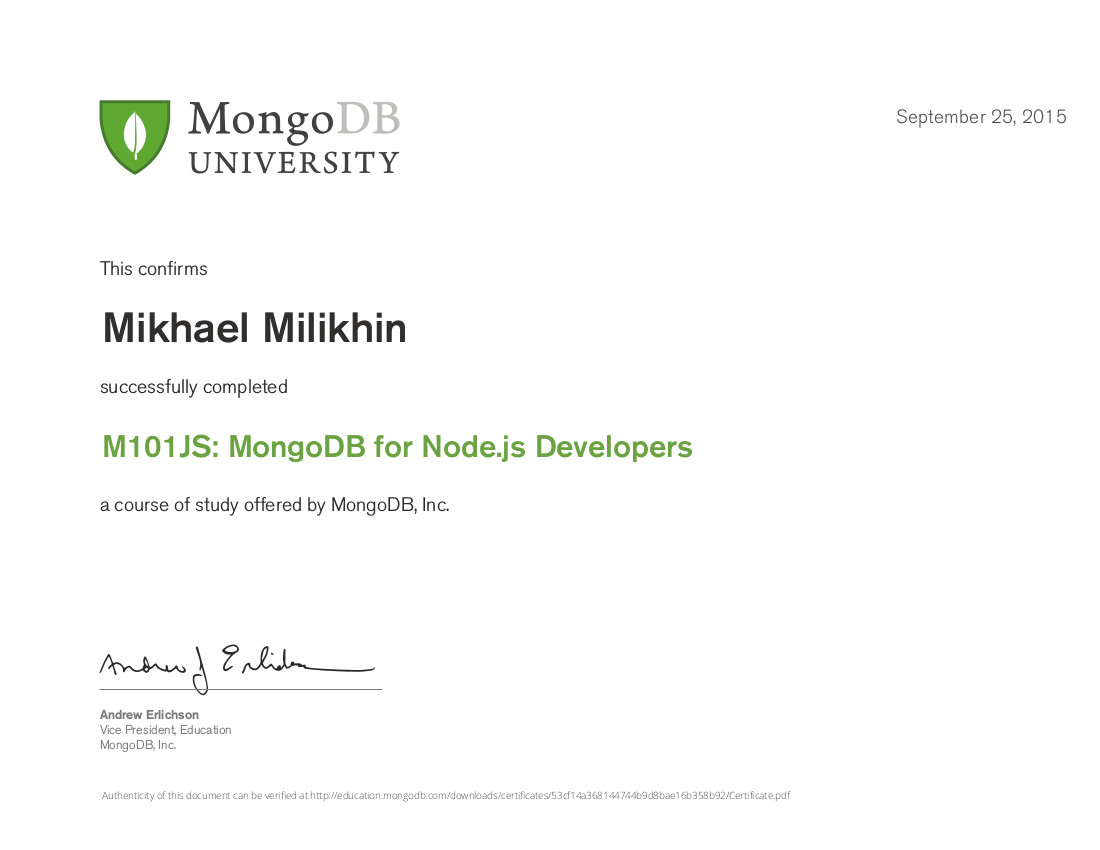 MongoDB
UNIVERSITY
September 25, 2015
This confirms
Mikhael Milikhin
successfully completed
M101JS: MongoDB for Node.js Developers
a course of study offered by MongoDB, Inc.
Andrew J Erlichson
Andrew Erlichson
Vice President, Education
MongoDB, Inc.
Authenticity of this document can be verified at http://education.mongodb.com/downloads/certificates/53cf14a368144744b9d8bae16b358b92/Certificate.pdf